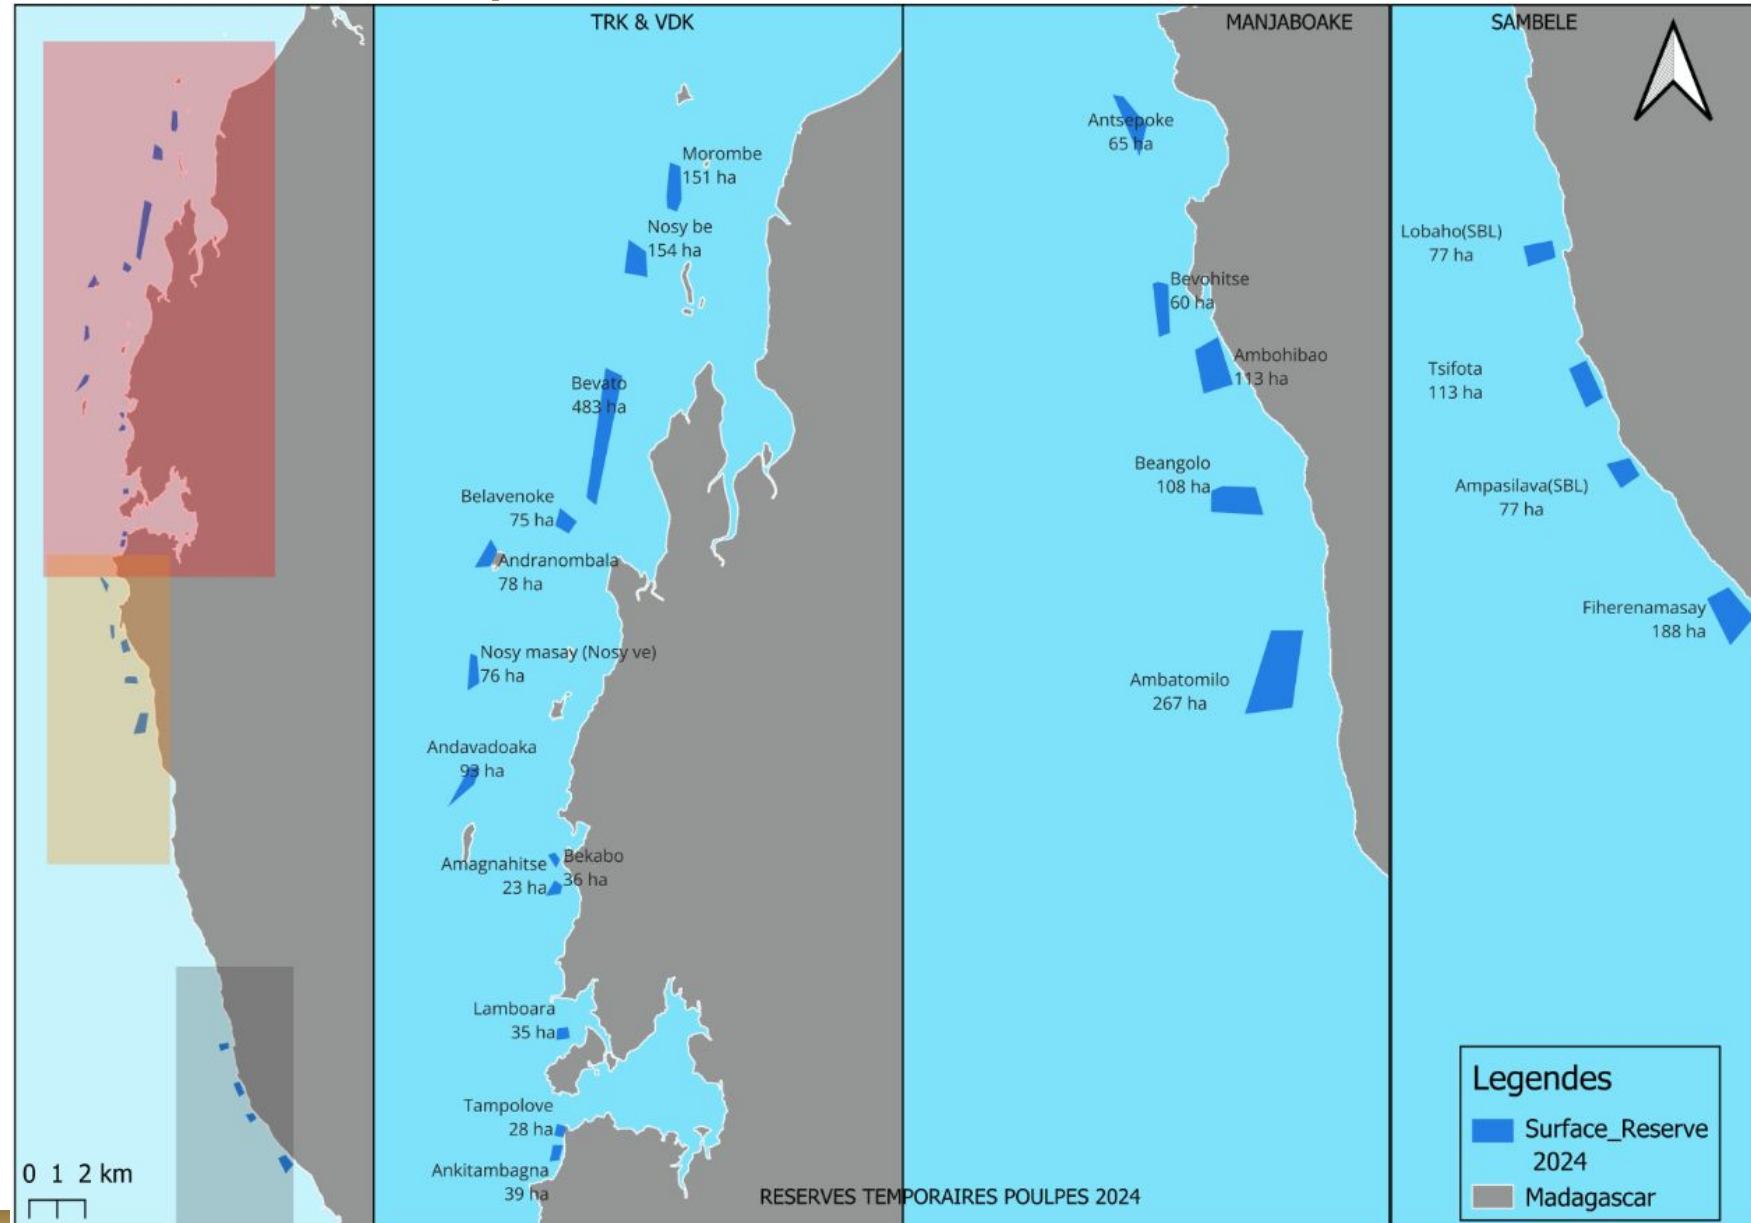 TRK & VDK
MANJABOAKE
SAMBELE
Morombe
151 ha
Nosy be
154 ha
Bevato
483 ha
Belavenoke
75 ha
Andranombala
78 ha
Nosy masay (Nosy ve)
76 ha
Andavadoaka
93 ha
Amagnahitse
23 ha
Bekabo
36 ha
Lamboara
35 ha
Tampolove
28 ha
Ankitambagna
39 ha
Antsepoke
65 ha
Bevohitse
60 ha
Ambohibao
113 ha
Beangolo
108 ha
Ambatomilo
267 ha
Lobaho(SBL)
77 ha
Tsifota
113 ha
Ampasilava(SBL)
77 ha
Fiherenamasay
188 ha
0 1 2 km
RESERVES TEMPORAIRES POULPES 2024
Legendes
Surface_Reserve
2024
Madagascar